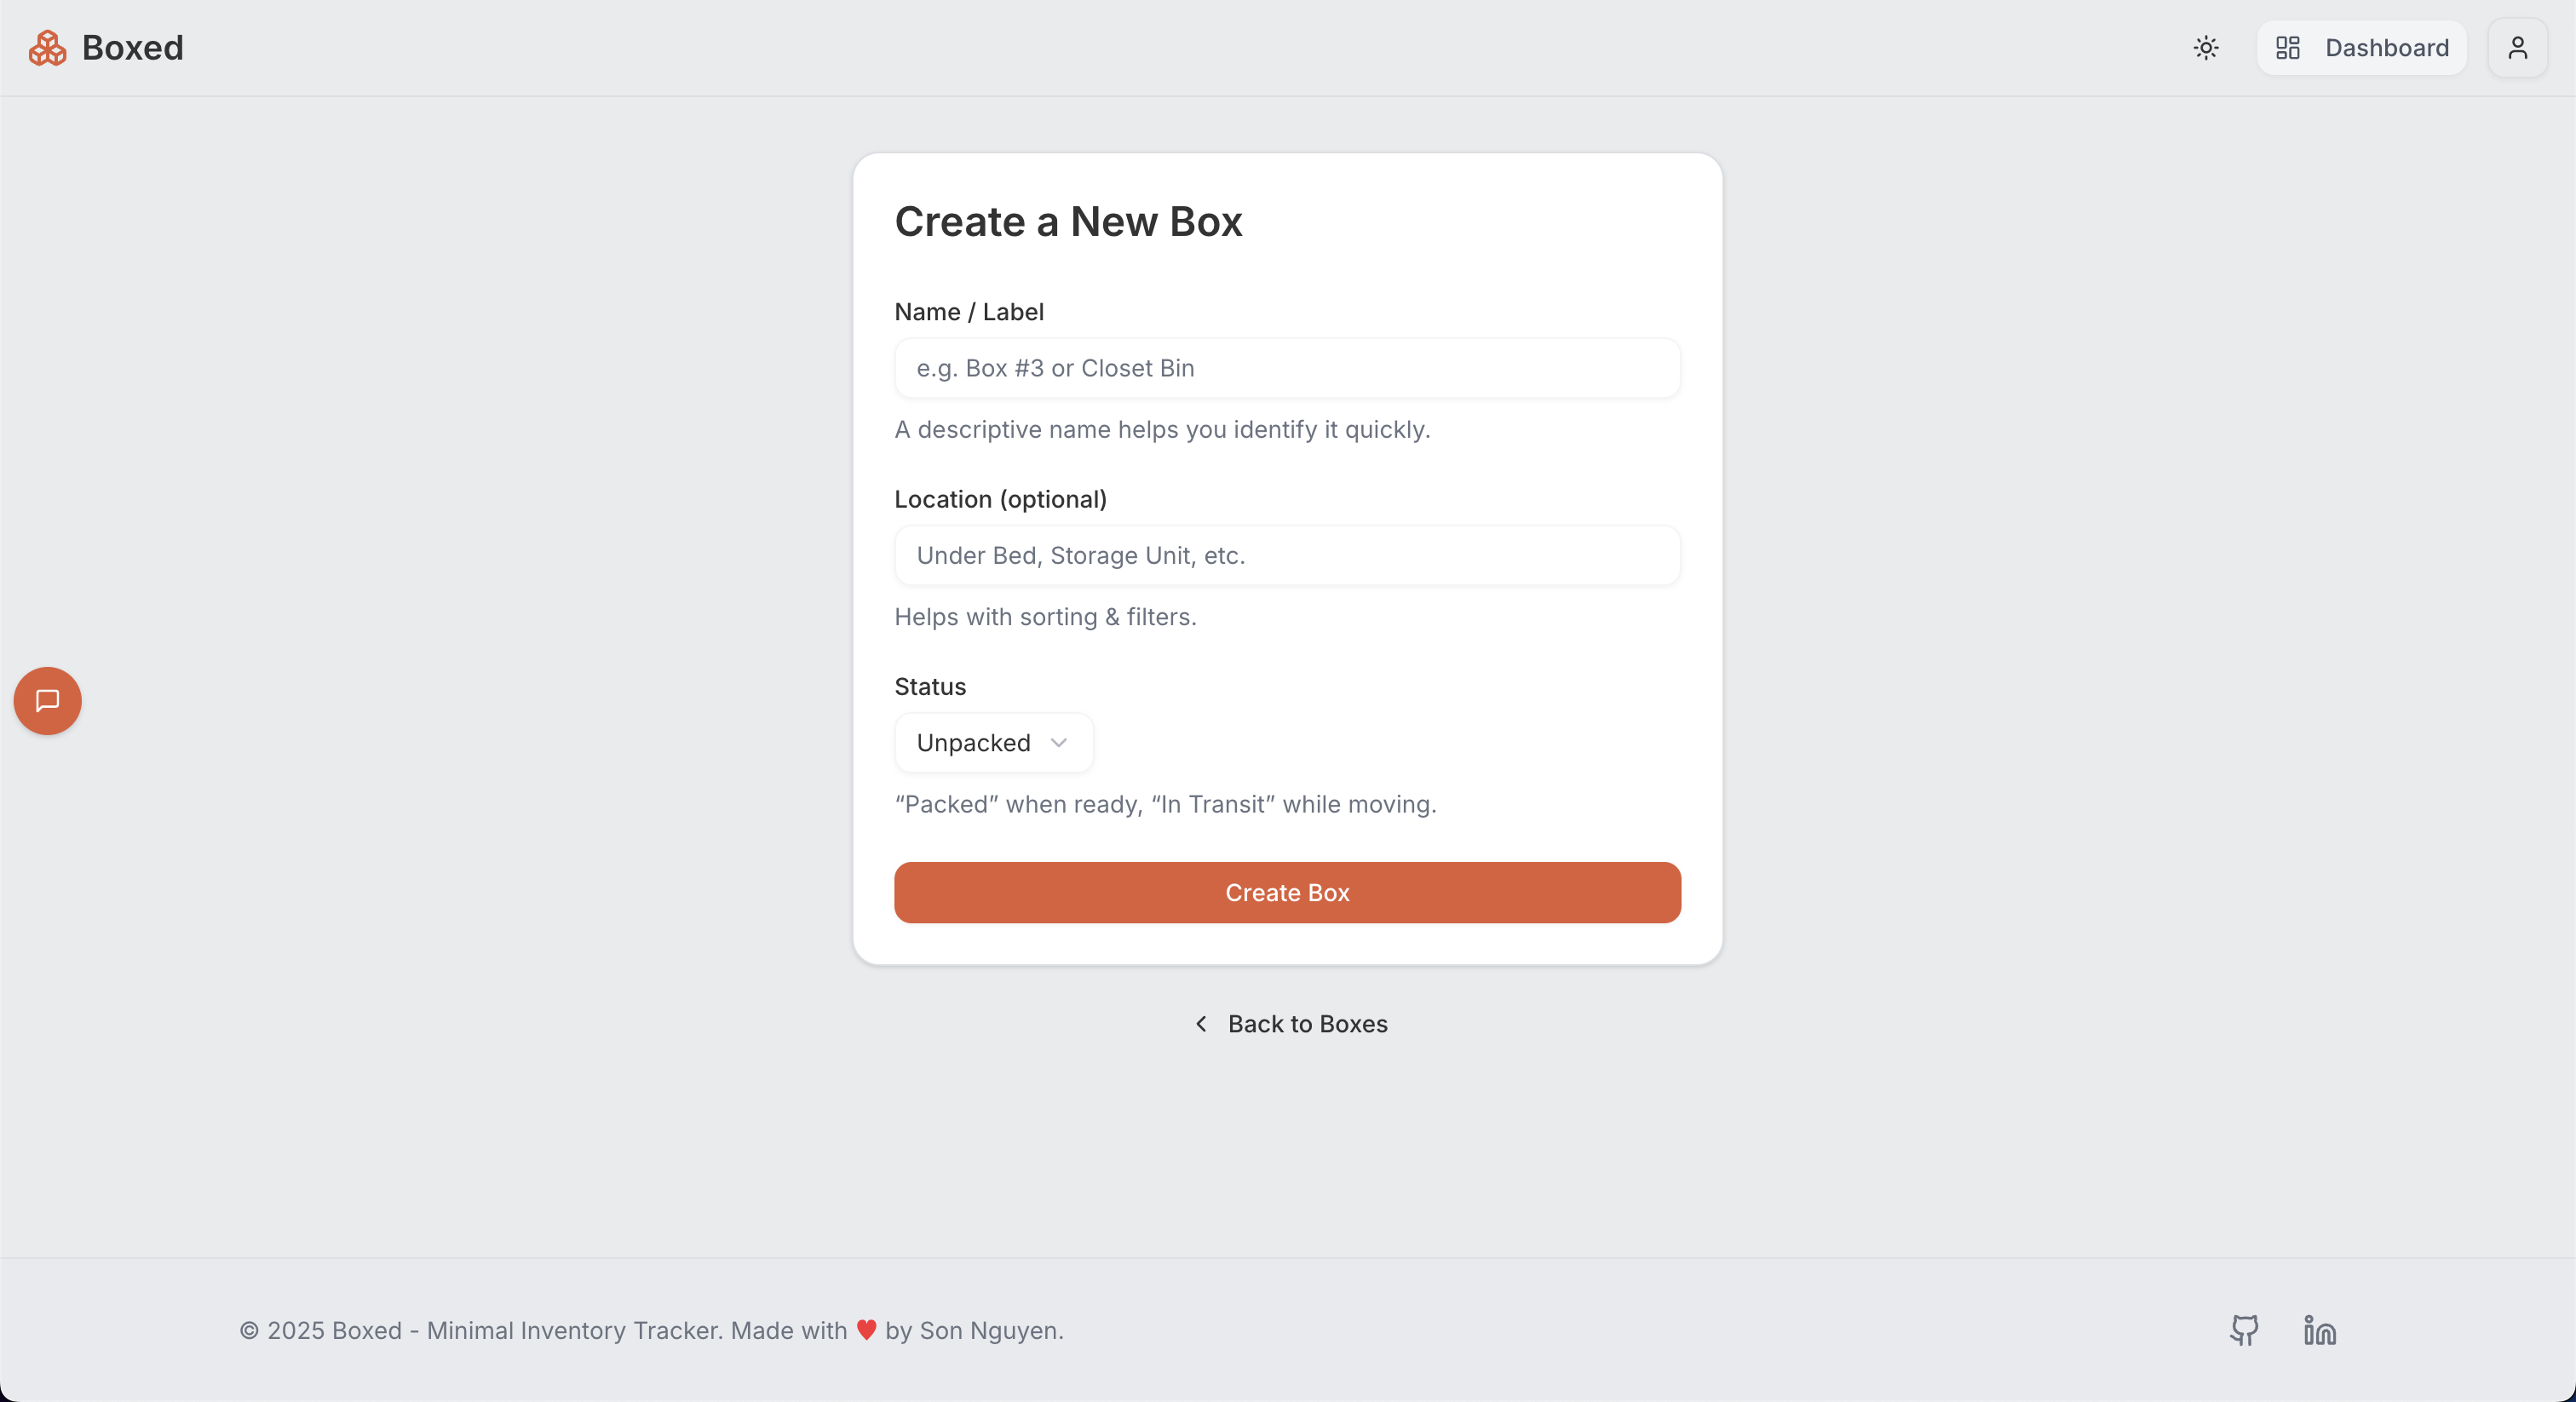 Boxed
Dashboard
Create a New Box
Name / Label
e.g. Box #3 or Closet Bin
A descriptive name helps you identify it quickly.
Location (optional)
Under Bed, Storage Unit, etc.
Helps with sorting & filters.
Status
Unpacked
“Packed” when ready, “In Transit” while moving.
Create Box
Back to Boxes
© 2025 Boxed - Minimal Inventory Tracker. Made with ♥ by Son Nguyen.
in